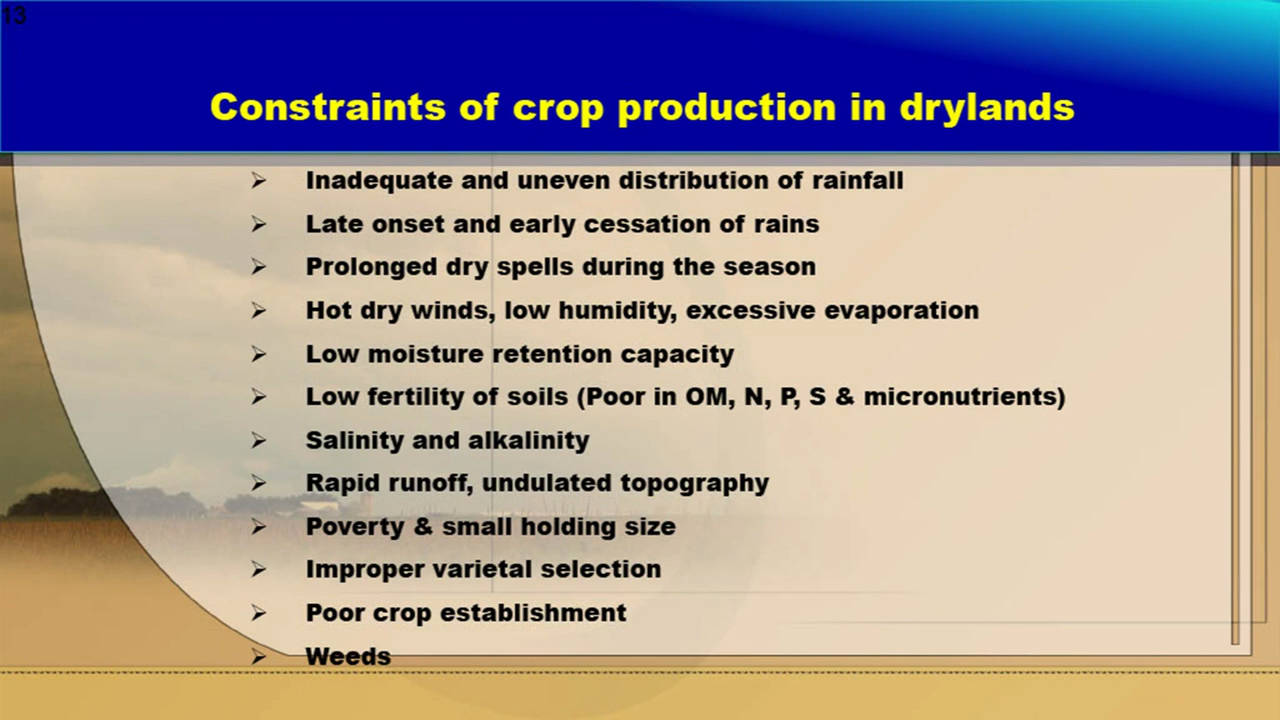 13
Constraints of crop production in drylands
➢ Inadequate and uneven distribution of rainfall
➢ Late onset and early cessation of rains
➢ Prolonged dry spells during the season
➢ Hot dry winds, low humidity, excessive evaporation
➢ Low moisture retention capacity
➢ Low fertility of soils (Poor in OM, N, P, S & micronutrients)
➢ Salinity and alkalinity
➢ Rapid runoff, undulated topography
➢ Poverty & small holding size
➢ Improper varietal selection
➢ Poor crop establishment
➢ Weeds